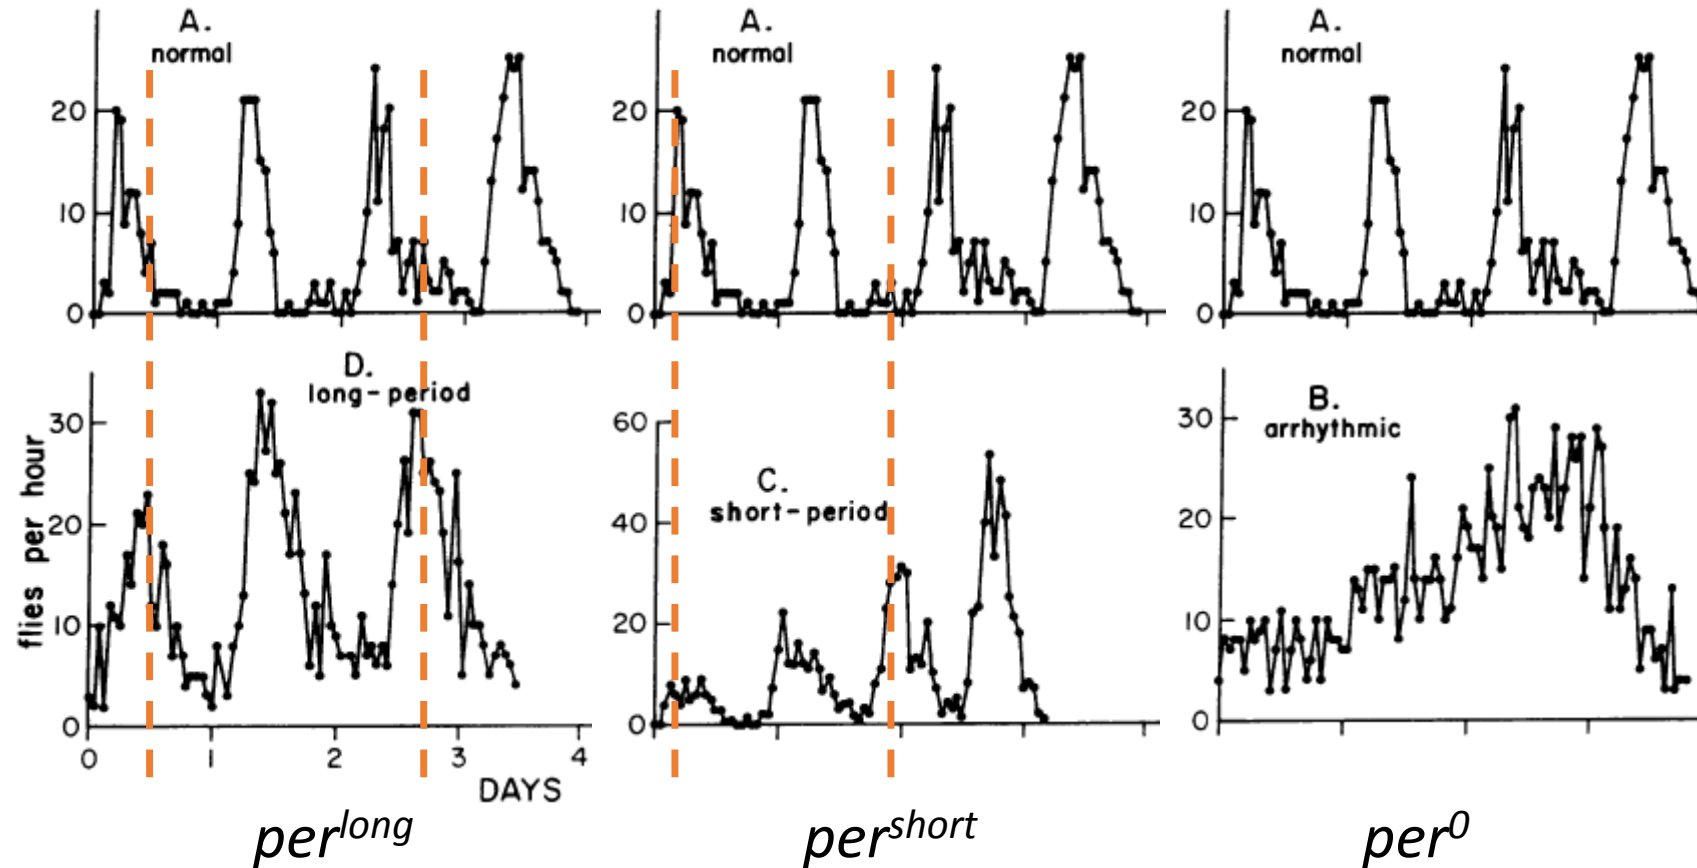 A.
normal
20
10
0
A.
normal
20
10
0
A.
normal
20
10
0
D.
long-period
30
20
10
0
flies per hour
0 1 2 3 4
DAYS
C.
short-period
60
40
20
0
B.
arrhythmic
30
20
10
0
per^long
per^short
per^0